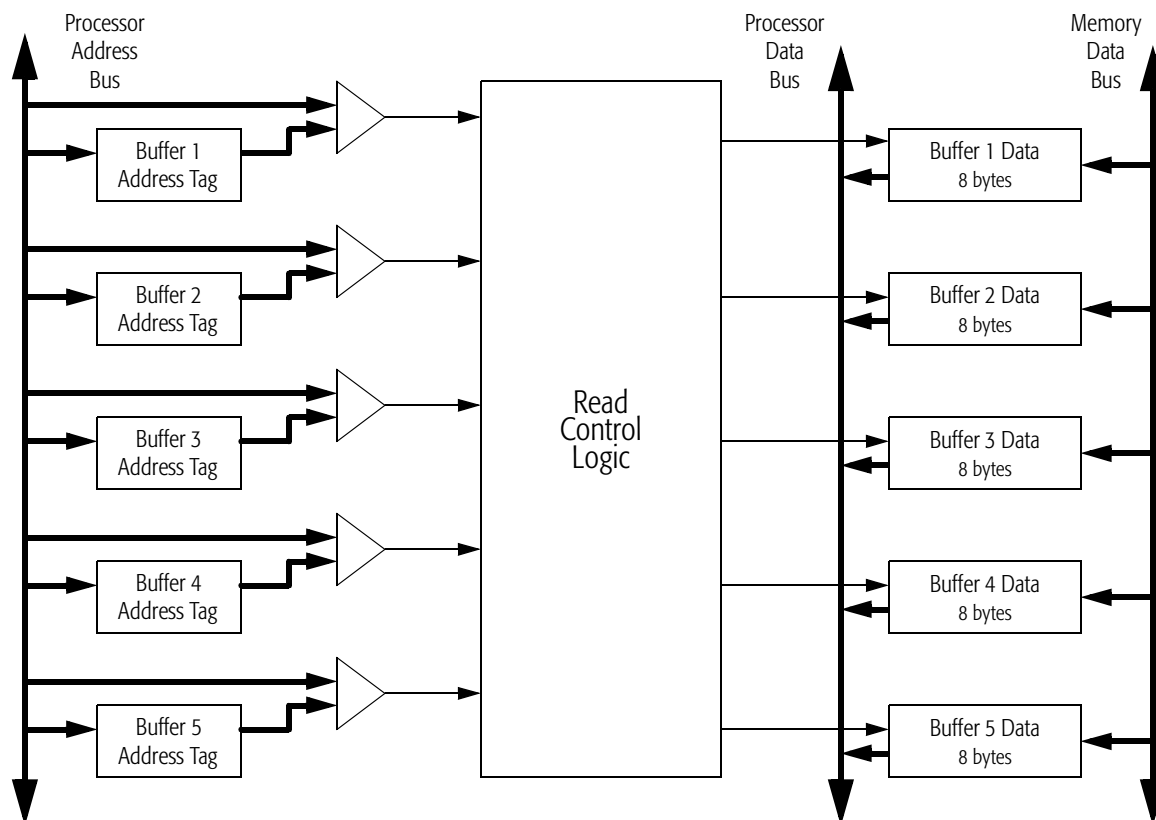 Processor
Address
Bus
Processor
Data
Bus
Memory
Data
Bus
Buffer 1
Address Tag
Buffer 1 Data
8 bytes
Buffer 2
Address Tag
Buffer 2 Data
8 bytes
Read
Control
Logic
Buffer 3
Address Tag
Buffer 3 Data
8 bytes
Buffer 4
Address Tag
Buffer 4 Data
8 bytes
Buffer 5
Address Tag
Buffer 5 Data
8 bytes